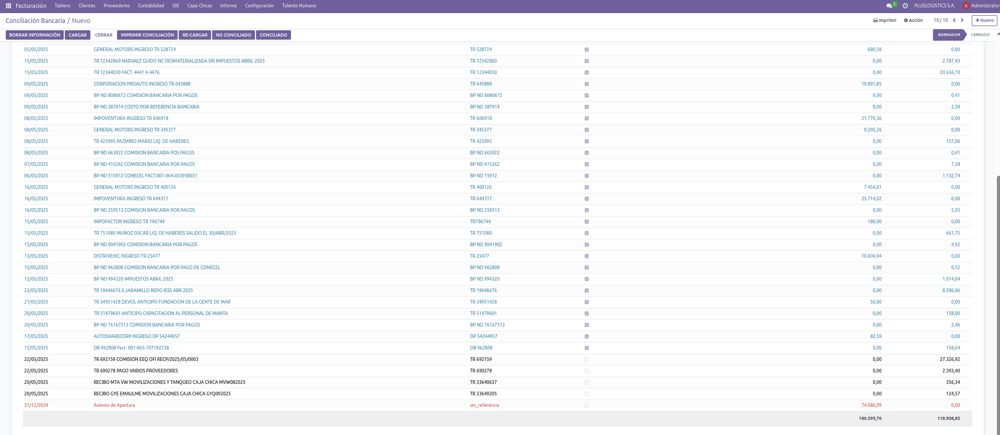 Facturación Tablero Clientes Proveedores Contabilidad SRI Cajas Chicas Informe Configuración Talento Humano 5 PLUSLOGISTICS S.A. A Administrator
Conciliación Bancaria / Nuevo Imprimir Acción 10 / 10 + Nuevo
BORRAR INFORMACIÓN CARGAR CERRAR IMPRIMIR CONCILIACIÓN RE-CARGAR NO CONCILIADO CONCILIADO BORRADOR CERRADO
05/05/2025 GENERAL MOTORS INGRESO TR 528724 TR 528724 680,58 0,00
15/05/2025 TR 12342860 NARVAEZ GUIDO NC DESMATERIALIZADA SRI IMPUESTOS ABRIL 2025 TR 12342860 0,00 2.787,43
15/05/2025 TR 12344030 FACT. 4441 A 4476 TR 12344030 0,00 20.656,70
09/05/2025 CORPORACION PROAUTO INGRESO TR 645888 TR 645888 10.891,85 0,00
09/05/2025 BP ND 8080672 COMISION BANCARIA POR PAGOS BP ND 8080672 0,00 0,41
09/05/2025 BP ND 387914 COSTO POR REFERENCIA BANCARIA BP ND 387914 0,00 2,59
08/05/2025 IMPOVENTURA INGRESO TR 606918 TR 606918 21.770,36 0,00
08/05/2025 GENERAL MOTORS INGRESO TR 345377 TR 345377 9.205,26 0,00
08/05/2025 TR 425995 PAZMIÑO MARIO LIQ. DE HABERES TR 425995 0,00 157,06
08/05/2025 BP ND 663922 COMISION BANCARIA POS PAGOS BP ND 663922 0,00 0,41
07/05/2025 BP ND 415262 COMISION BANCARIA POR PAGOS BP ND 415262 0,00 7,38
06/05/2025 BP ND 515912 CONECEL FACT.001-064-033958031 BP ND 15912 0,00 1.132,74
16/05/2025 GENERAL MOTORS INGRESO TR 400126 TR 400126 7.454,01 0,00
16/05/2025 IMPOVENTURA INGRESO TR 644317 TR 644317 25.714,02 0,00
16/05/2025 BP ND 259513 COMISION BANCARIA POR PAGOS BP ND 259513 0,00 2,05
15/05/2025 IMPOFACTOR INGRESO TR 196744 TR196744 180,00 0,00
15/05/2025 TR 751080 MUÑOZ OSCAR LIQ. DE HABERES SALIDO EL 30/ABR/2025 TR 751080 0,00 661,75
15/05/2025 BP ND 9041902 COMISION BANCARIA POR PAGOS BP ND 9041902 0,00 4,92
13/05/2025 DISTRIVEHIC INGRESO TR 25477 TR 25477 10.604,94 0,00
12/05/2025 BP ND 962808 COMISION BANCARIA POR PAGO DE CONECEL BP ND 962808 0,00 0,52
12/05/2025 BP ND 994320 IMPUESTOS ABRIL 2025 BP ND 994320 0,00 1.014,04
22/05/2025 TR 19646676 S.JARAMILLO REPO IESS ABR 2025 TR 19646676 0,00 8.286,06
21/05/2025 TR 34951428 DEVOL ANTICIPO FUNDACION DE LA GENTE DE MAR TR 34951428 50,00 0,00
20/05/2025 TR 51479601 ANTICIPO CAPACITACION AL PERSONAL DE MANTA TR 51479601 0,00 158,00
20/05/2025 BP ND 76167513 COMISION BANCARIA POR PAGOS BP ND 76167513 0,00 2,46
17/05/2025 AUTOSHARECORP INGRESO DP 54244957 DP 54244957 82,59 0,00
12/05/2025 DB 962808 Fact. 001-065-107192238 DB 962808 0,00 158,64
22/05/2025 TR 692159 COMISION EEQ OFI RECP/2025/05/0003 TR 692159 0,00 27.326,92
22/05/2025 TR 690278 PAGO VARIOS PROVEEDORES TR 690278 0,00 2.393,40
20/05/2025 RECIBO MTA VW MOVILIZACIONES Y TANQUEO CAJA CHICA MVW082025 TR 33640637 0,00 356,34
20/05/2025 RECIBO GYE EMAULME MOVILIZACIONES CAJA CHICA GYQ092025 TR 33649205 0,00 124,57
31/12/2024 Asiento de Apertura sin_referencia 74.086,09 0,00
180.599,70 118.908,85